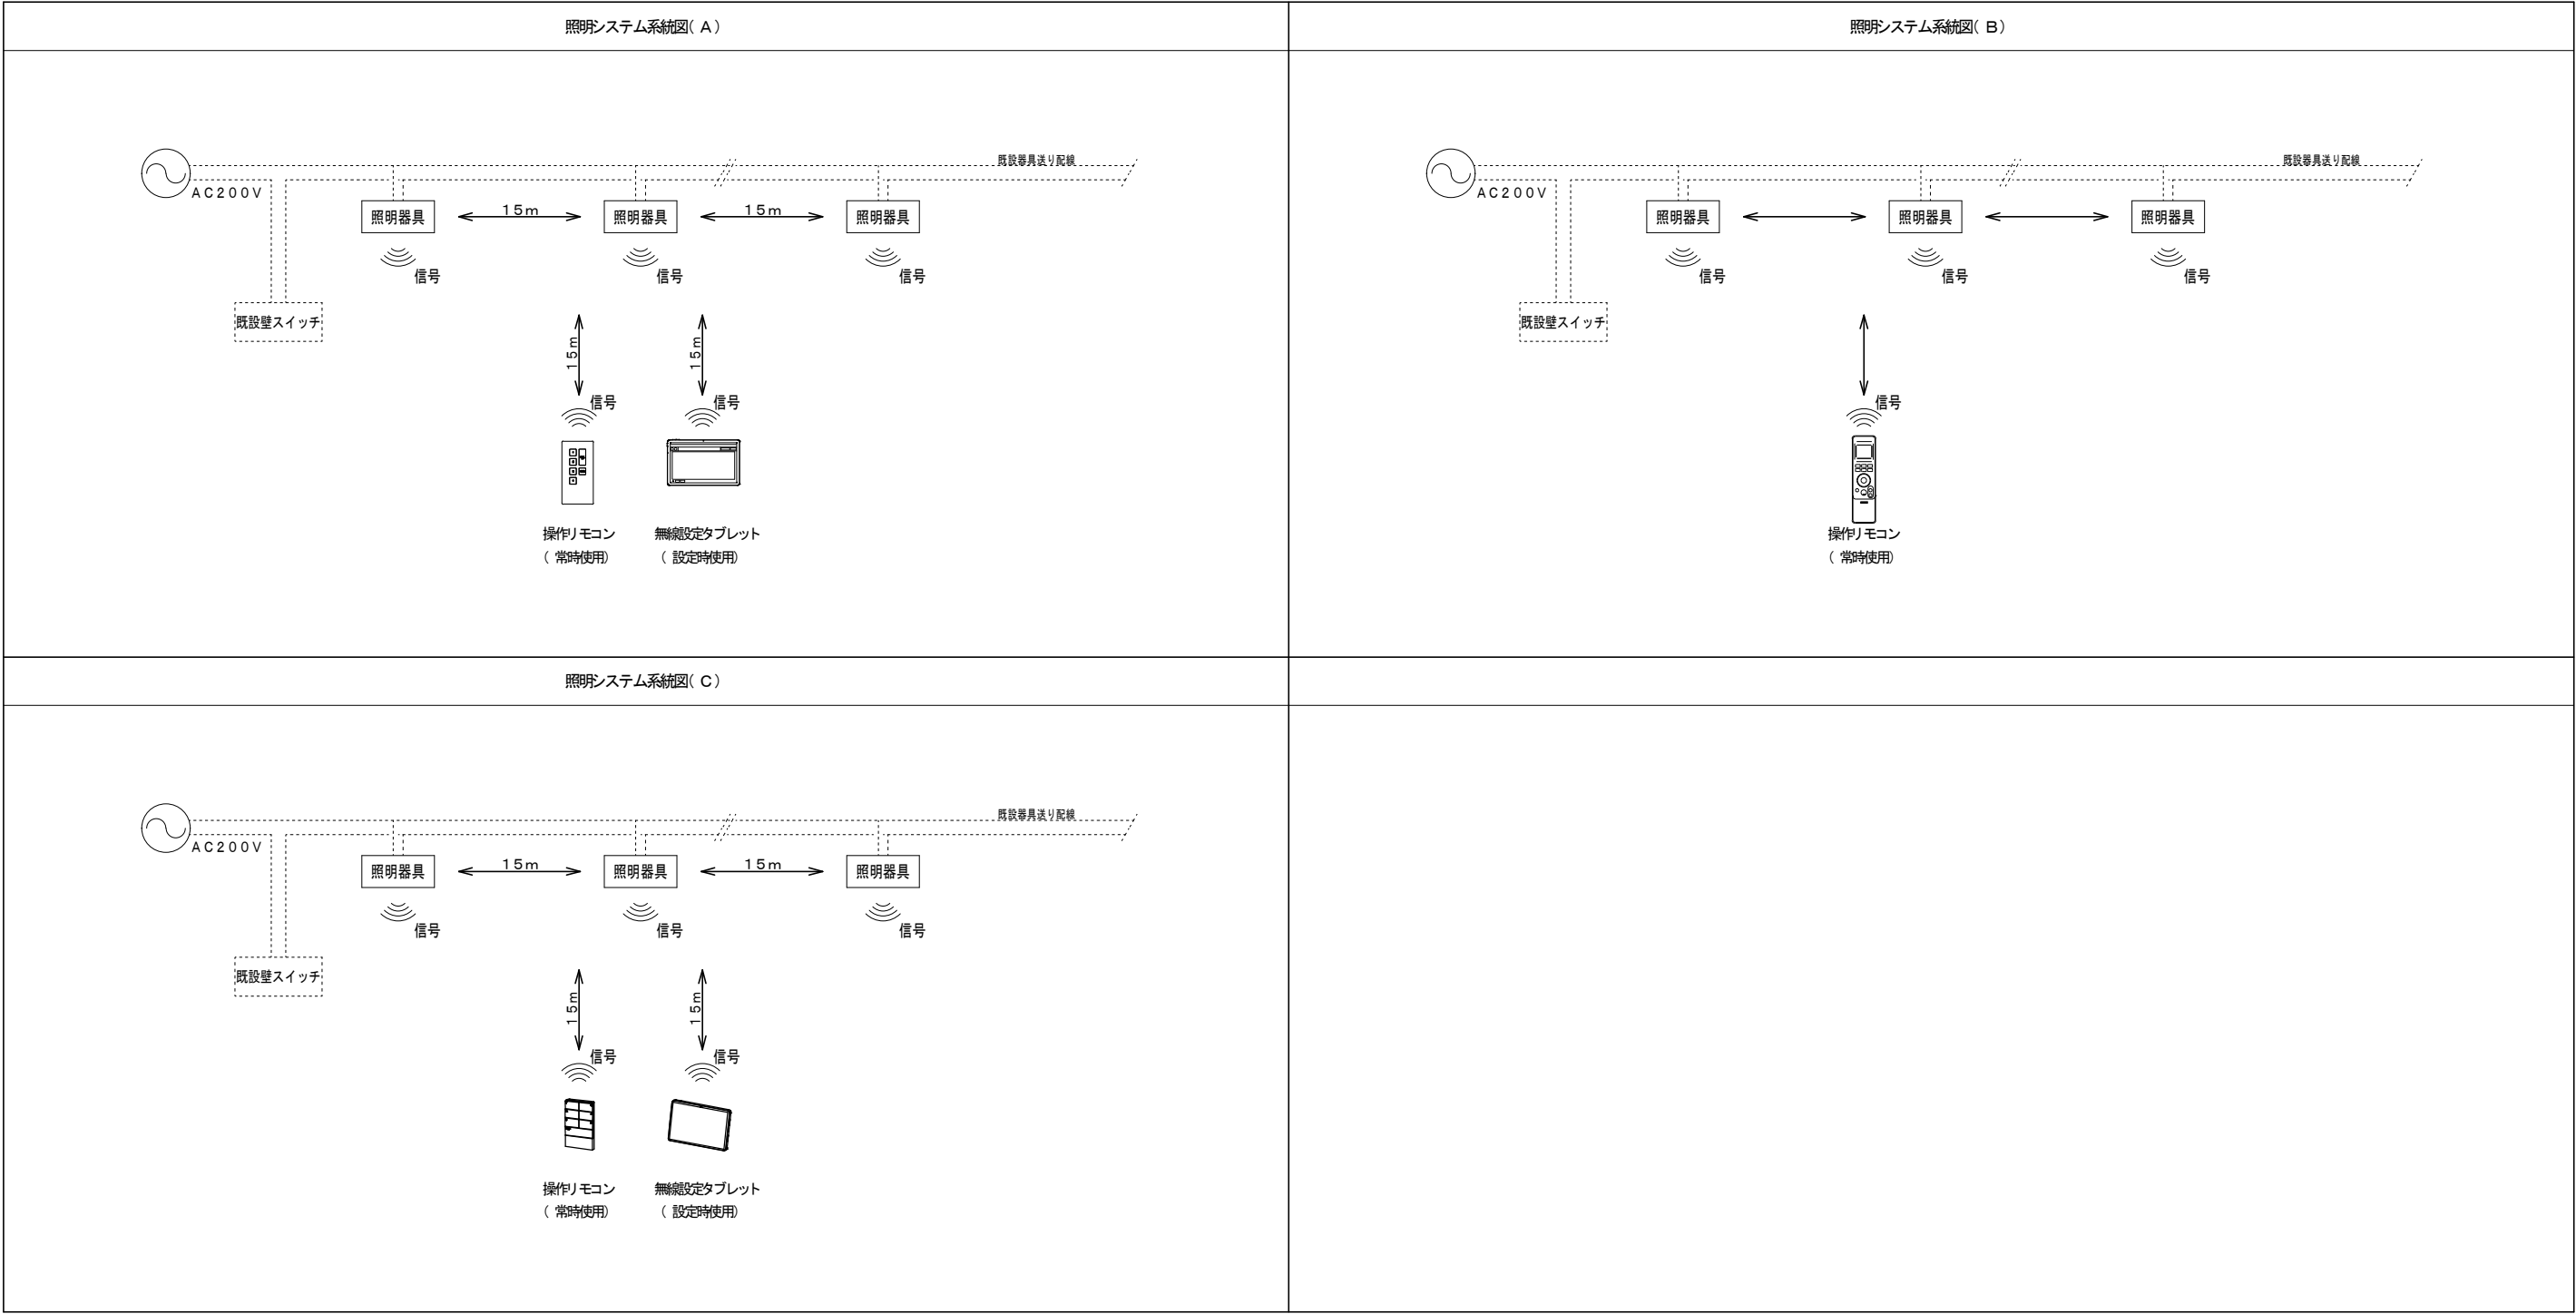 照明システム系統図(A)
既設器具送り配線
AC200V
照明器具
15m
照明器具
15m
照明器具
信号
信号
信号
既設壁スイッチ
15m
15m
信号
信号
操作リモコン
(常時使用)
無線設定タブレット
(設定時使用)
照明システム系統図(B)
既設器具送り配線
AC200V
照明器具
照明器具
照明器具
信号
信号
信号
既設壁スイッチ
信号
操作リモコン
(常時使用)
照明システム系統図(C)
既設器具送り配線
AC200V
照明器具
15m
照明器具
15m
照明器具
信号
信号
信号
既設壁スイッチ
15m
15m
信号
信号
操作リモコン
(常時使用)
無線設定タブレット
(設定時使用)